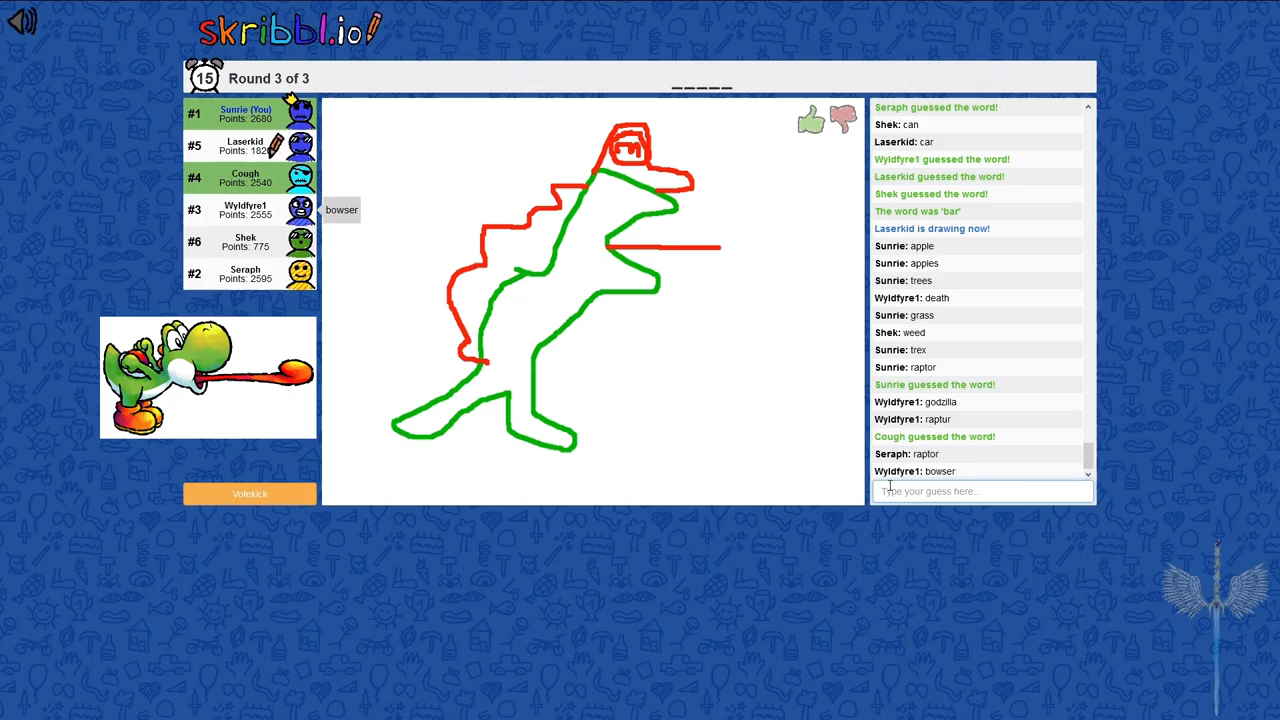 skribbl.io
15 Round 3 of 3
_ _ _ _ _
#1 Sunrie (You)
Points: 2680
#5 Laserkid
Points: 182
#4 Cough
Points: 2540
#3 Wyldfyre1
Points: 2555
bowser
#6 Shek
Points: 775
#2 Seraph
Points: 2595
Votekick
Seraph guessed the word!
Shek: can
Laserkid: car
Wyldfyre1 guessed the word!
Laserkid guessed the word!
Shek guessed the word!
The word was 'bar'
Laserkid is drawing now!
Sunrie: apple
Sunrie: apples
Sunrie: trees
Wyldfyre1: death
Sunrie: grass
Shek: weed
Sunrie: trex
Sunrie: raptor
Sunrie guessed the word!
Wyldfyre1: godzilla
Wyldfyre1: raptur
Cough guessed the word!
Seraph: raptor
Wyldfyre1: bowser
Type your guess here...